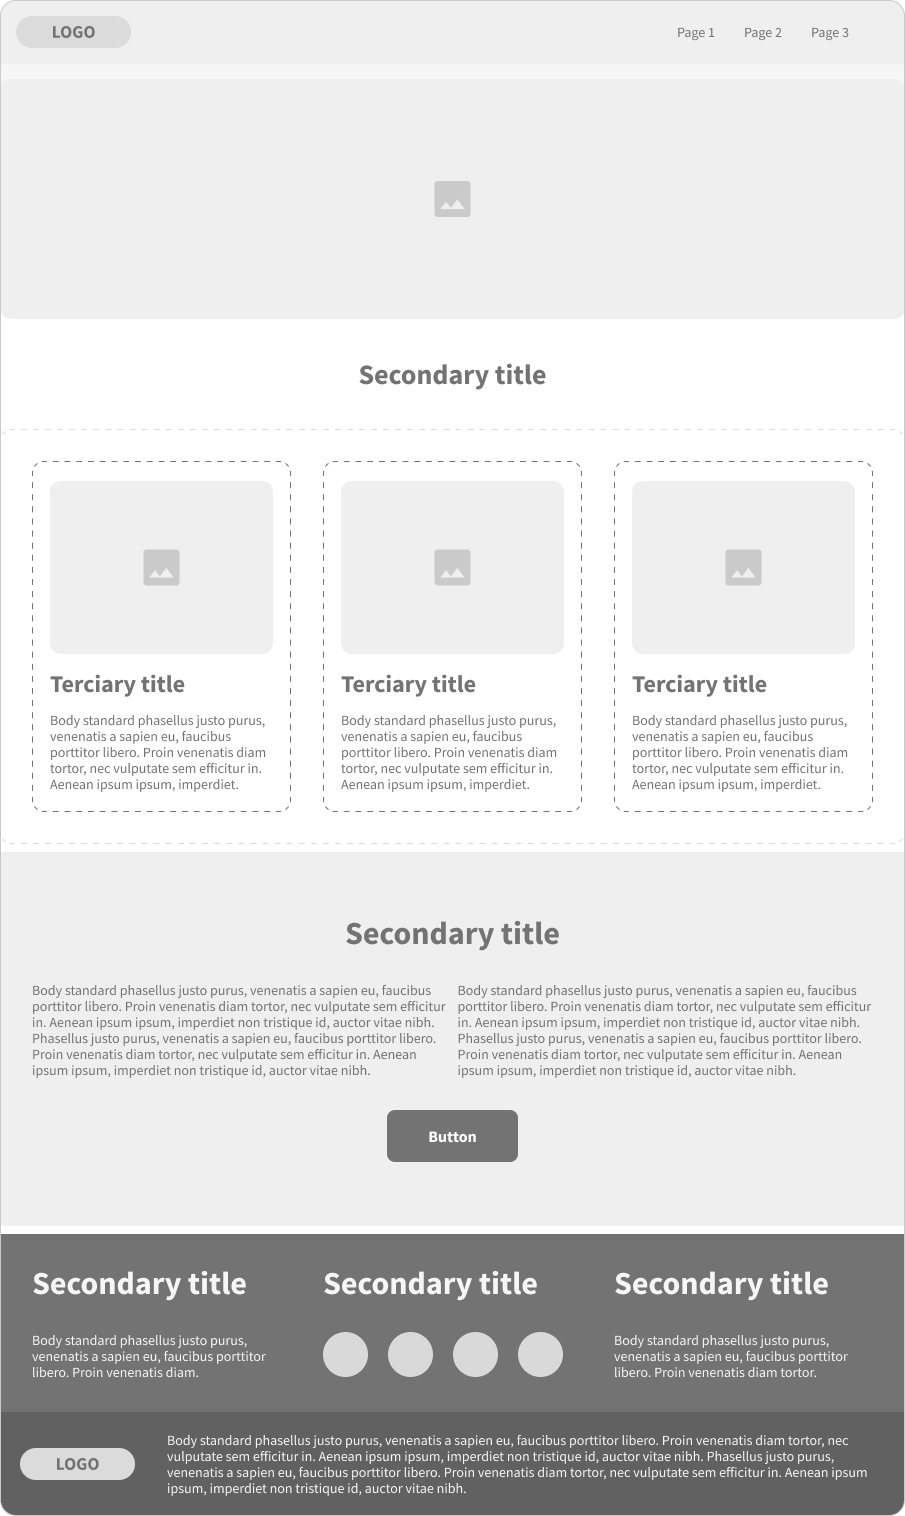 LOGO
Page 1
Page 2
Page 3
Secondary title
Terciary title
Body standard phasellus justo purus,
venenatis a sapien eu, faucibus
porttitor libero. Proin venenatis diam
tortor, nec vulputate sem efficitur in.
Aenean ipsum ipsum, imperdiet.
Terciary title
Body standard phasellus justo purus,
venenatis a sapien eu, faucibus
porttitor libero. Proin venenatis diam
tortor, nec vulputate sem efficitur in.
Aenean ipsum ipsum, imperdiet.
Terciary title
Body standard phasellus justo purus,
venenatis a sapien eu, faucibus
porttitor libero. Proin venenatis diam
tortor, nec vulputate sem efficitur in.
Aenean ipsum ipsum, imperdiet.
Secondary title
Body standard phasellus justo purus, venenatis a sapien eu, faucibus
porttitor libero. Proin venenatis diam tortor, nec vulputate sem efficitur
in. Aenean ipsum ipsum, imperdiet non tristique id, auctor vitae nibh.
Phasellus justo purus, venenatis a sapien eu, faucibus porttitor libero.
Proin venenatis diam tortor, nec vulputate sem efficitur in. Aenean
ipsum ipsum, imperdiet non tristique id, auctor vitae nibh.
Body standard phasellus justo purus, venenatis a sapien eu, faucibus
porttitor libero. Proin venenatis diam tortor, nec vulputate sem efficitur
in. Aenean ipsum ipsum, imperdiet non tristique id, auctor vitae nibh.
Phasellus justo purus, venenatis a sapien eu, faucibus porttitor libero.
Proin venenatis diam tortor, nec vulputate sem efficitur in. Aenean
ipsum ipsum, imperdiet non tristique id, auctor vitae nibh.
Button
Secondary title
Body standard phasellus justo purus,
venenatis a sapien eu, faucibus porttitor
libero. Proin venenatis diam.
Secondary title
Secondary title
Body standard phasellus justo purus,
venenatis a sapien eu, faucibus porttitor
libero. Proin venenatis diam tortor.
LOGO
Body standard phasellus justo purus, venenatis a sapien eu, faucibus porttitor libero. Proin venenatis diam tortor, nec
vulputate sem efficitur in. Aenean ipsum ipsum, imperdiet non tristique id, auctor vitae nibh. Phasellus justo purus,
venenatis a sapien eu, faucibus porttitor libero. Proin venenatis diam tortor, nec vulputate sem efficitur in. Aenean ipsum
ipsum, imperdiet non tristique id, auctor vitae nibh.